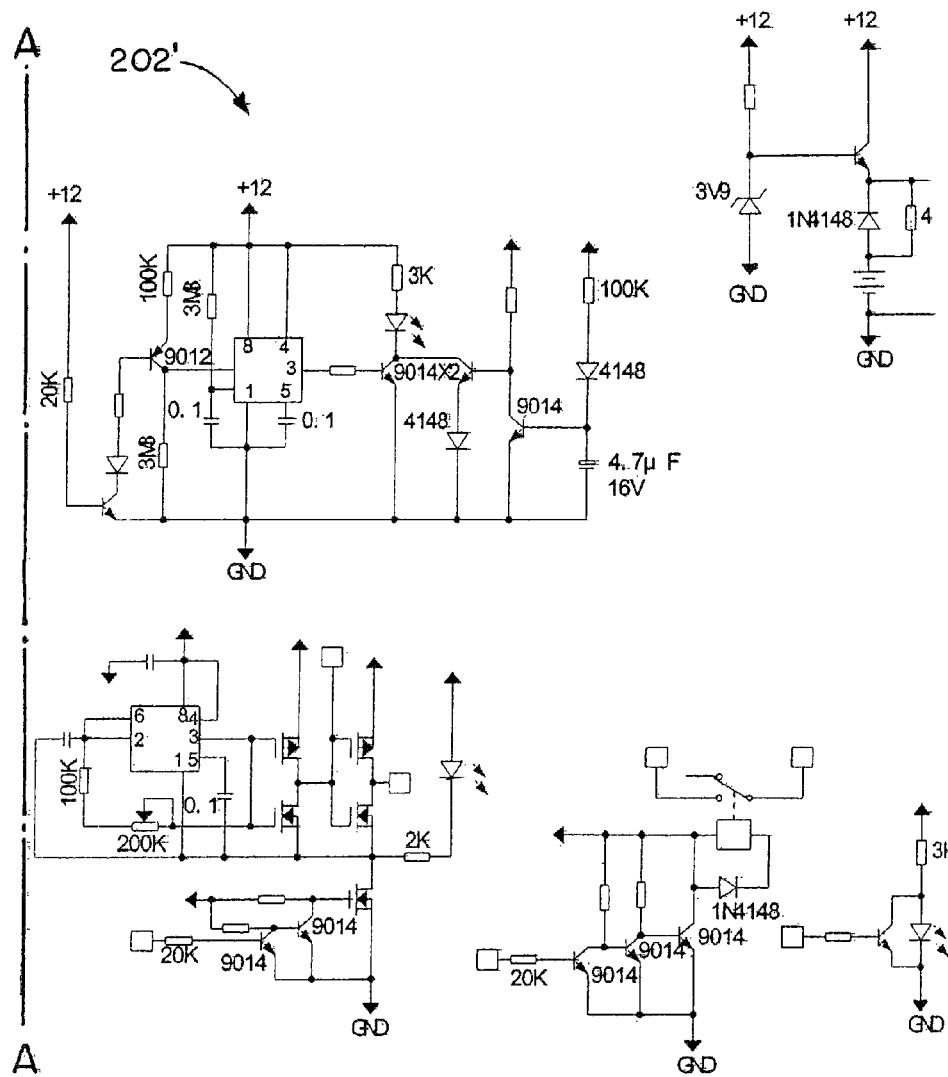 A
202'
+12
+12
3V9
1N4148
4
GND
GND
+12
+12
100K
3M8
3K
100K
20K
9012
8
4
3
1
5
0.1
0.1
3M8
9014X2
4148
9014
4148
4.7µ F
16V
GND
6
8
4
2
3
1
5
100K
0.1
200K
2K
9014
20K
9014
GND
1N4148
9014
9014
9014
20K
GND
3K
GND
A